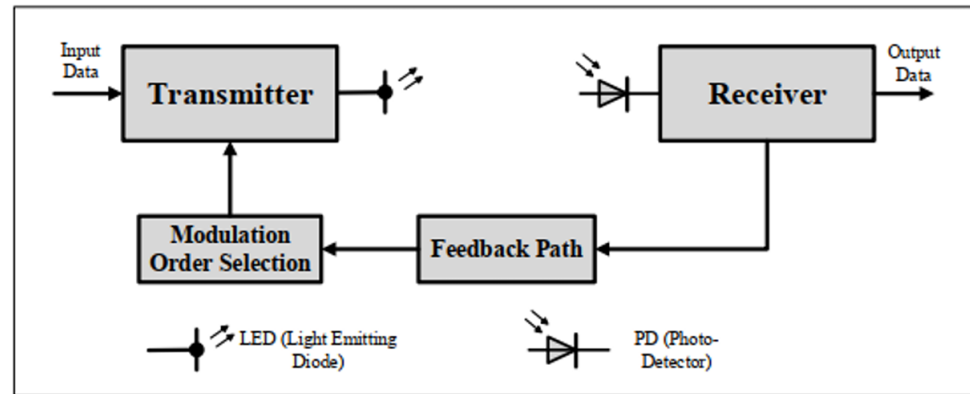 Input
Data
Transmitter
Receiver
Output
Data
Modulation
Order Selection
Feedback Path
LED (Light Emitting
Diode)
PD (Photo-
Detector)